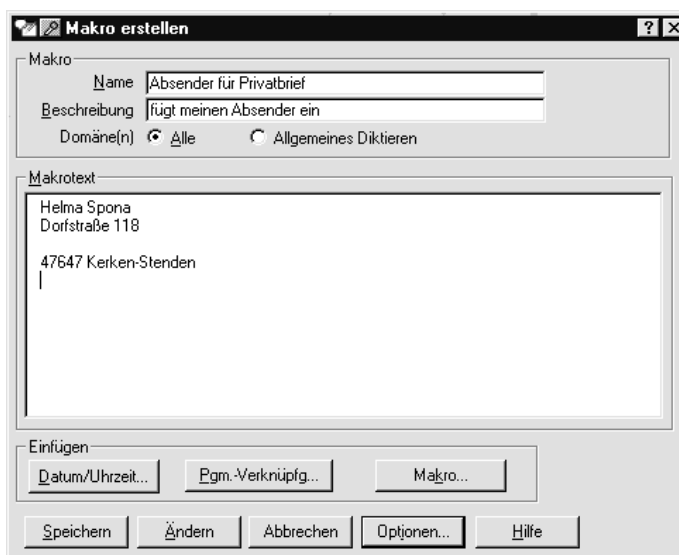 Makro erstellen
Makro
Name Absender für Privatbrief
Beschreibung fügt meinen Absender ein
Domäne(n) Alle Allgemeines Diktieren
Makrotext
Helma Spona
Dorfstraße 118
47647 Kerken-Stenden
Einfügen
Datum/Uhrzeit... Pgm.-Verknüpfg... Makro...
Speichern Ändern Abbrechen Optionen... Hilfe